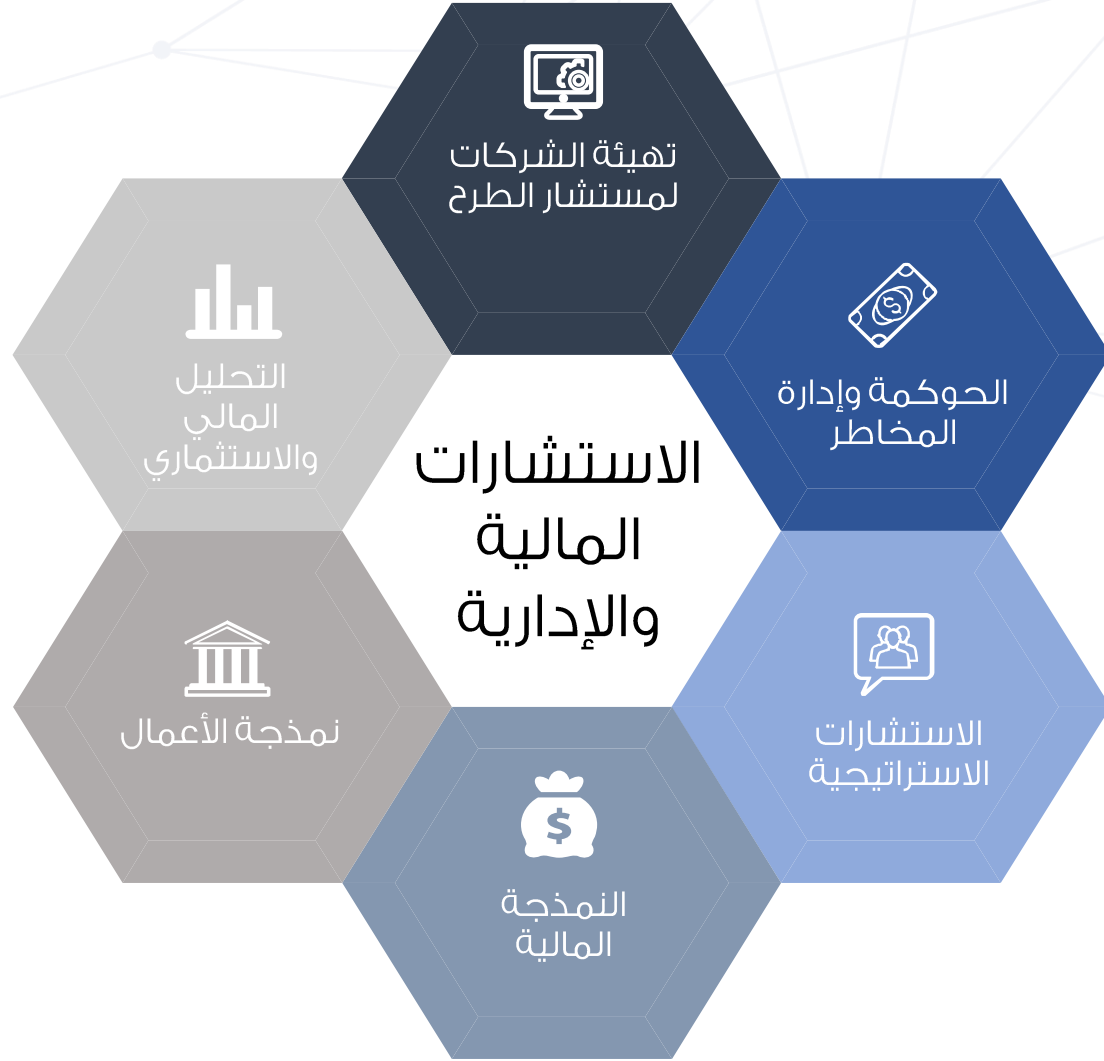 تهيئة الشركات
لمستشار الطرح
الحوكمة وإدارة
المخاطر
التحليل
المالي
والاستثماري
الاستشارات
المالية
والإدارية
الاستشارات
الاستراتيجية
نمذجة الأعمال
$
النمذجة
المالية